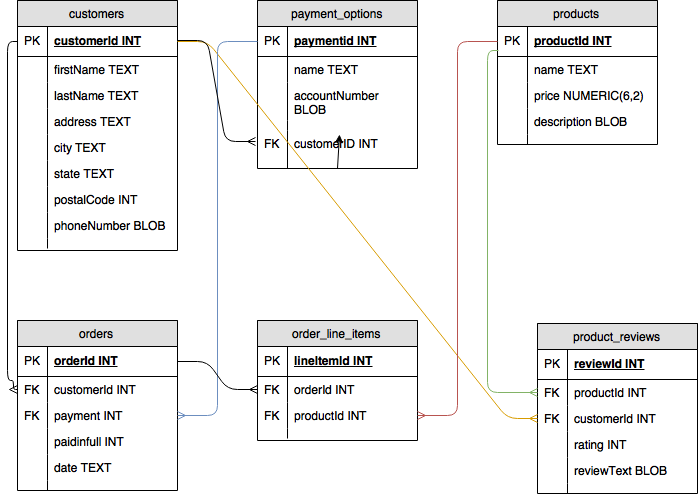 customers
PK customerId INT
firstName TEXT
lastName TEXT
address TEXT
city TEXT
state TEXT
postalCode INT
phoneNumber BLOB
payment_options
PK paymentid INT
name TEXT
accountNumber
BLOB
FK customerID INT
products
PK productId INT
name TEXT
price NUMERIC(6,2)
description BLOB
orders
PK orderId INT
FK customerId INT
FK payment INT
paidinfull INT
date TEXT
order_line_items
PK lineItemId INT
FK orderId INT
FK productId INT
product_reviews
PK reviewId INT
FK productId INT
FK customerId INT
rating INT
reviewText BLOB